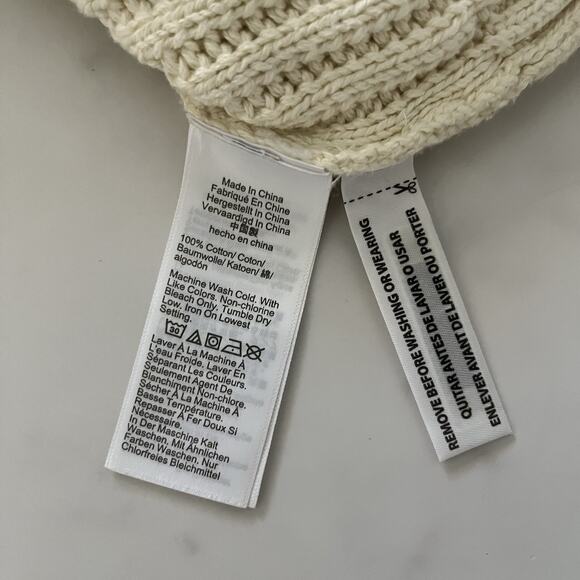 Made In China
Fabriqué En Chine
Hergestellt In China
Vervaardigd In China
中國製
hecho en china
100% Cotton/ Coton/
Baumwolle/ Katoen/ 綿/
algodón
Machine Wash Cold. With
Like Colors. Non-chlorine
Bleach Only. Tumble Dry
Low. Iron On Lowest
Setting.
30
Laver À La Machine À
L'eau Froide. Laver En
Séparant Les Couleurs.
Seulement Agent De
Blanchiment Non-chlore.
Sécher À La Machine À
Basse Température.
Repasser À Fer Doux Si
Nécessaire.
In Der Maschine Kalt
Waschen. Mit Ähnlichen
Farben Waschen. Nur
Chlorfreies Bleichmittel
REMOVE BEFORE WASHING OR WEARING
QUITAR ANTES DE LAVAR O USAR
ENLEVER AVANT DE LAVER OU PORTER